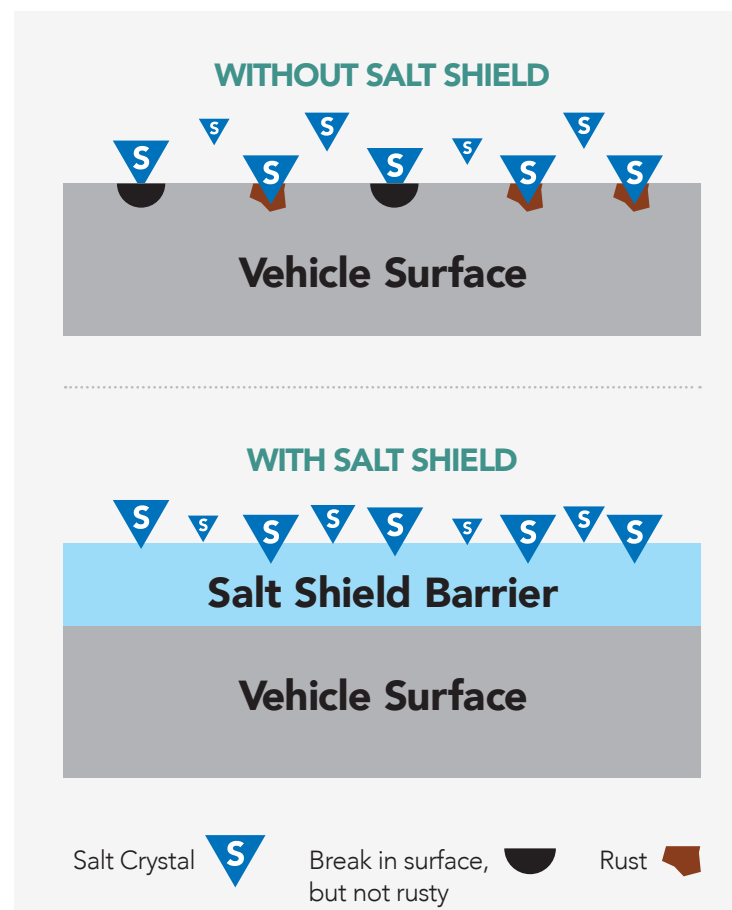 WITHOUT SALT SHIELD
S S S S S S S S S
Vehicle Surface
WITH SALT SHIELD
S S S S S S S S S
Salt Shield Barrier
Vehicle Surface
Salt Crystal S Break in surface, Rust
but not rusty